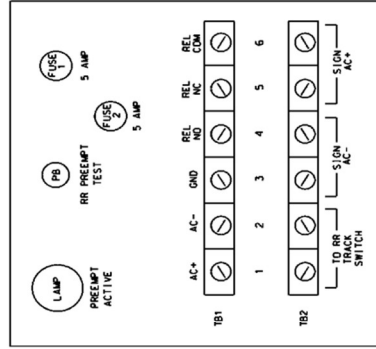 LAMP
PREEMPT
ACTIVE
PB
RR PREEMPT
TEST
FUSE
2
5 AMP
FUSE
1
5 AMP
AC+
AC-
GND
REL
NO
REL
NC
REL
COM
TB1
1
2
3
4
5
6
TB2
TO RR
TRACK
SWITCH
SIGN
AC-
SIGN
AC+